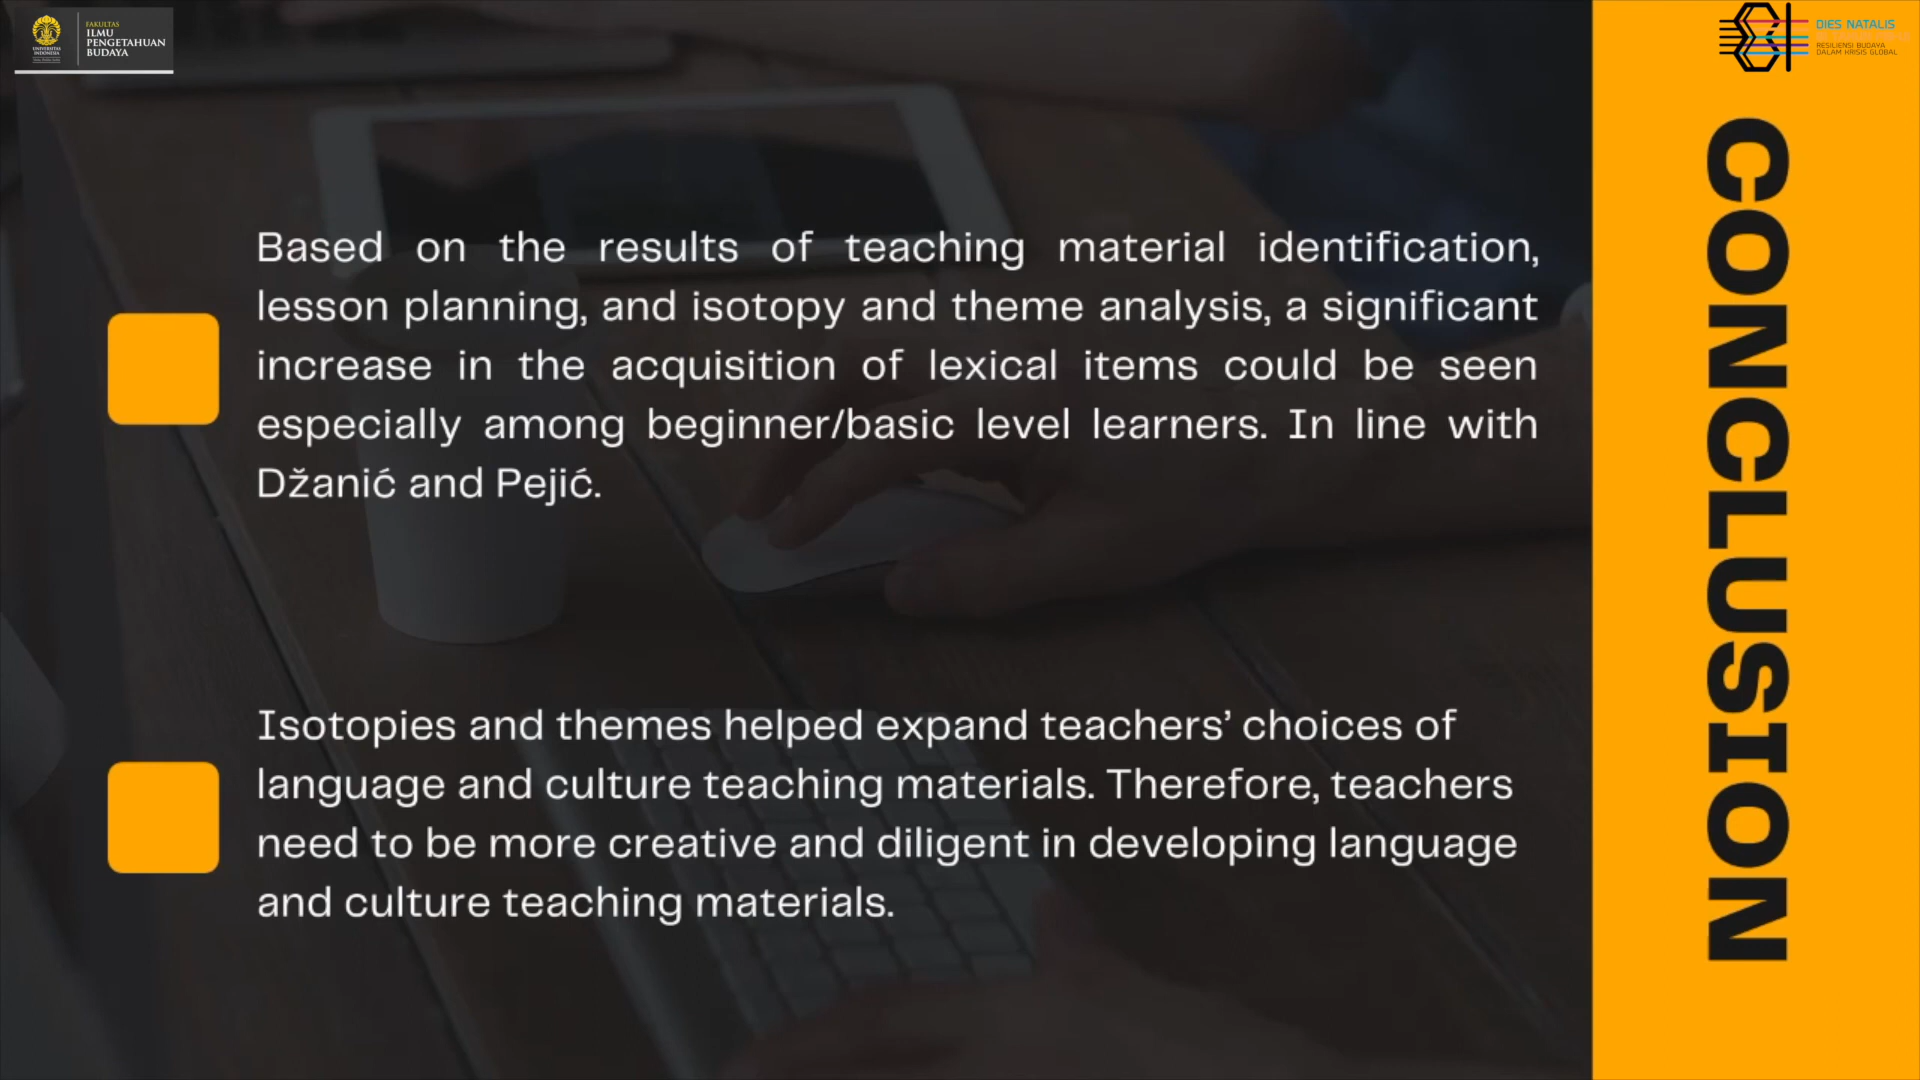 UNIVERSITAS
INDONESIA
FAKULTAS
ILMU
PENGETAHUAN
BUDAYA
DIES NATALIS
RESILIENSI BUDAYA
DALAM KRISIS GLOBAL
CONCLUSION
Based on the results of teaching material identification,
lesson planning, and isotopy and theme analysis, a significant
increase in the acquisition of lexical items could be seen
especially among beginner/basic level learners. In line with
Džanić and Pejić.
Isotopies and themes helped expand teachers’ choices of
language and culture teaching materials. Therefore, teachers
need to be more creative and diligent in developing language
and culture teaching materials.